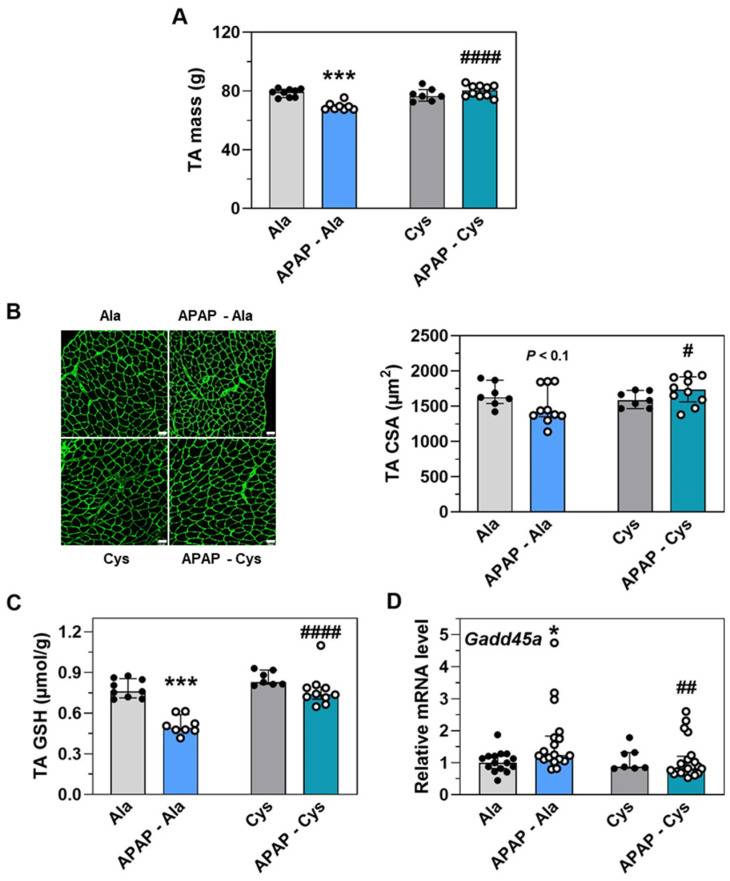 A
TA mass (g)
120
80
40
0
***
####
Ala
APAP - Ala
Cys
APAP - Cys
B
Ala
APAP - Ala
Cys
APAP - Cys
TA CSA (µm²)
2500
2000
1500
1000
500
0
P < 0.1
#
Ala
APAP - Ala
Cys
APAP - Cys
C
TA GSH (µmol/g)
1.2
0.9
0.6
0.3
0.0
***
####
Ala
APAP - Ala
Cys
APAP - Cys
D
Relative mRNA level
Gadd45a
5
4
3
2
1
0
*
##
Ala
APAP - Ala
Cys
APAP - Cys